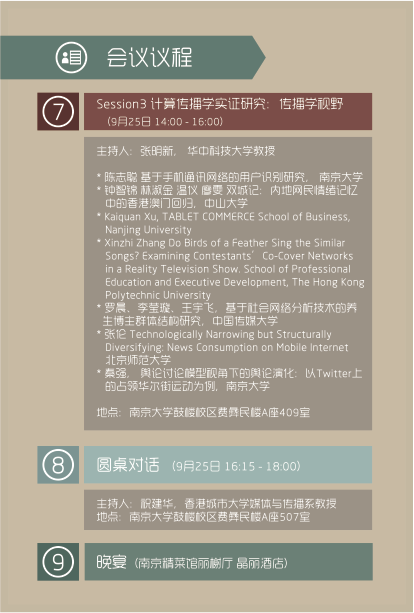 会议议程
7
Session3 计算传播学实证研究：传播学视野
（9月25日 14:00 - 16:00）
主持人：张明新，华中科技大学教授
* 陈志聪 基于手机通讯网络的用户识别研究，南京大学
* 钟智锦 林淑金 温仪 廖雯 双城记：内地网民情绪记忆
中的香港澳门回归，中山大学
* Kaiquan Xu, TABLET COMMERCE School of Business,
Nanjing University
* Xinzhi Zhang Do Birds of a Feather Sing the Similar
Songs? Examining Contestants’ Co-Cover Networks
in a Reality Television Show. School of Professional
Education and Executive Development, The Hong Kong
Polytechnic University
* 罗晨、李莹璇、王宇飞，基于社会网络分析技术的养
生博主群体结构研究，中国传媒大学
* 张伦 Technologically Narrowing but Structurally
Diversifying: News Consumption on Mobile Internet
北京师范大学
* 秦强，舆论讨论模型视角下的舆论演化：以Twitter上
的占领华尔街运动为例，南京大学
地点：南京大学鼓楼校区费彝民楼A座409室
8
圆桌对话 （9月25日 16:15 - 18:00）
主持人：祝建华，香港城市大学媒体与传播系教授
地点：南京大学鼓楼校区费彝民楼A座507室
9
晚宴（南京精菜馆丽榭厅 晶丽酒店）